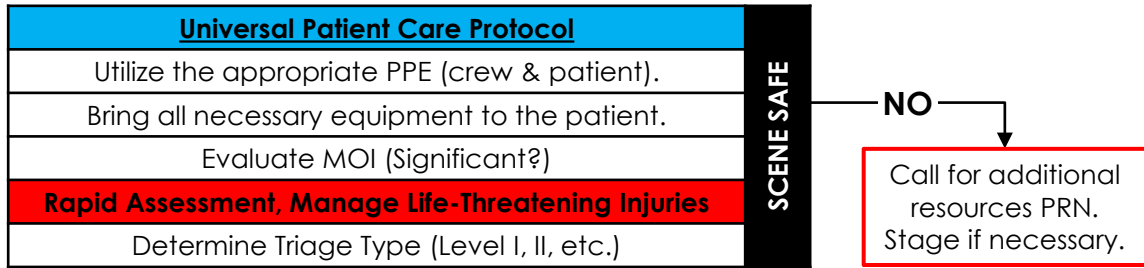 Universal Patient Care Protocol
Utilize the appropriate PPE (crew & patient).
Bring all necessary equipment to the patient.
Evaluate MOI (Significant?)
Rapid Assessment, Manage Life-Threatening Injuries
Determine Triage Type (Level I, II, etc.)
SCENE SAFE
NO
Call for additional
resources PRN.
Stage if necessary.